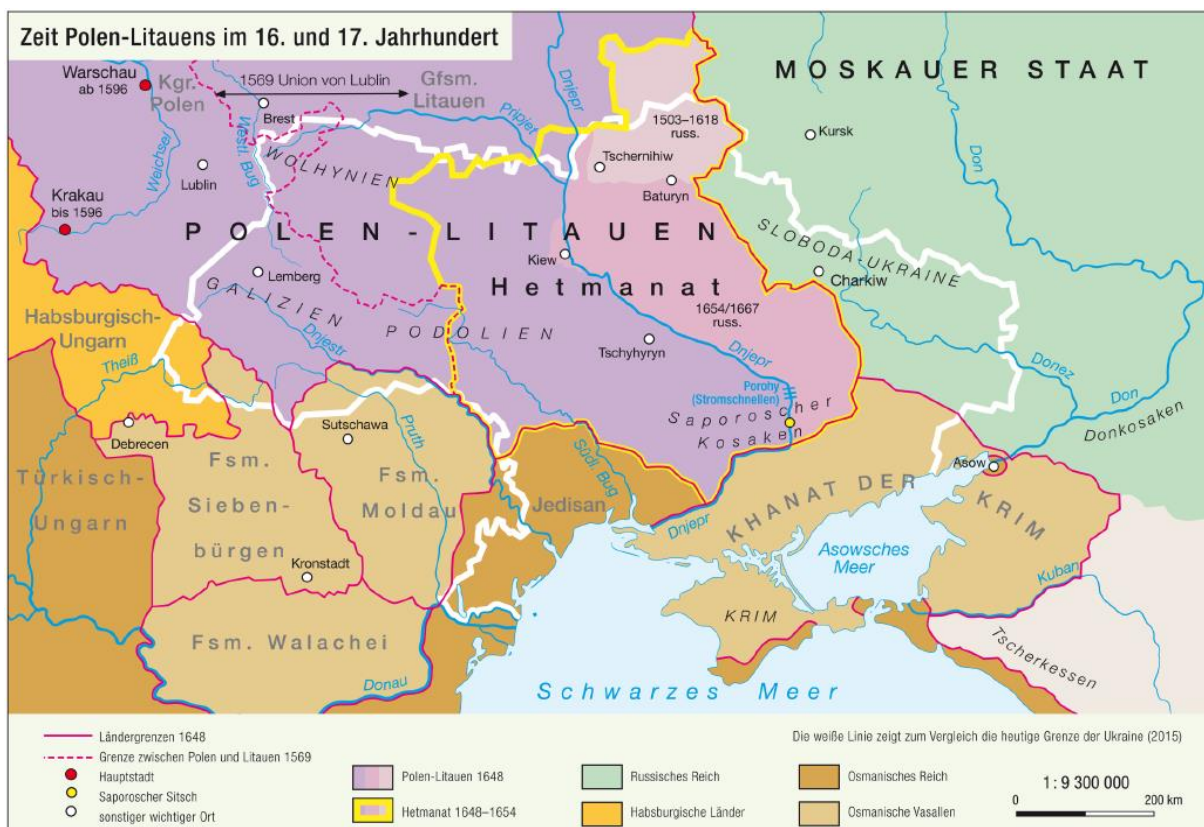 Zeit Polen-Litauens im 16. und 17. Jahrhundert
Warschau
ab 1596
Kgr.
Polen
1569 Union von Lublin
Gfsm.
Litauen
Dnjepr
MOSKAUER STAAT
Brest
Pripjet
1503–1618
russ.
Kursk
Don
Weichsel
Westl. Bug
WOLHYNIEN
Tschernihiw
Lublin
Baturyn
Krakau
bis 1596
POLEN-LITAUEN
SLOBODA-UKRAINE
Kiew
Lemberg
Hetmanat
Charkiw
GALIZIEN
1654/1667
russ.
Habsburgisch-
Ungarn
Dnjestr
PODOLIEN
Tschyhyryn
Dnjepr
Theiß
Donez
Don
Porohy
(Stromschnellen)
Saporoscher
Kosaken
Donkosaken
Debrecen
Sutschawa
Pruth
Südl. Bug
Asow
Türkisch-
Ungarn
Fsm.
Sieben-
bürgen
Fsm.
Moldau
Jedisan
Dnjepr
KHANAT DER
KRIM
Asowsches
Meer
Kronstadt
Kuban
KRIM
Fsm. Walachei
Tscherkessen
Donau
Schwarzes Meer
Ländergrenzen 1648
Grenze zwischen Polen und Litauen 1569
Hauptstadt
Saporoscher Sitsch
sonstiger wichtiger Ort
Polen-Litauen 1648
Hetmanat 1648–1654
Russisches Reich
Habsburgische Länder
Die weiße Linie zeigt zum Vergleich die heutige Grenze der Ukraine (2015)
Osmanisches Reich
Osmanische Vasallen
1: 9 300 000
0 200 km